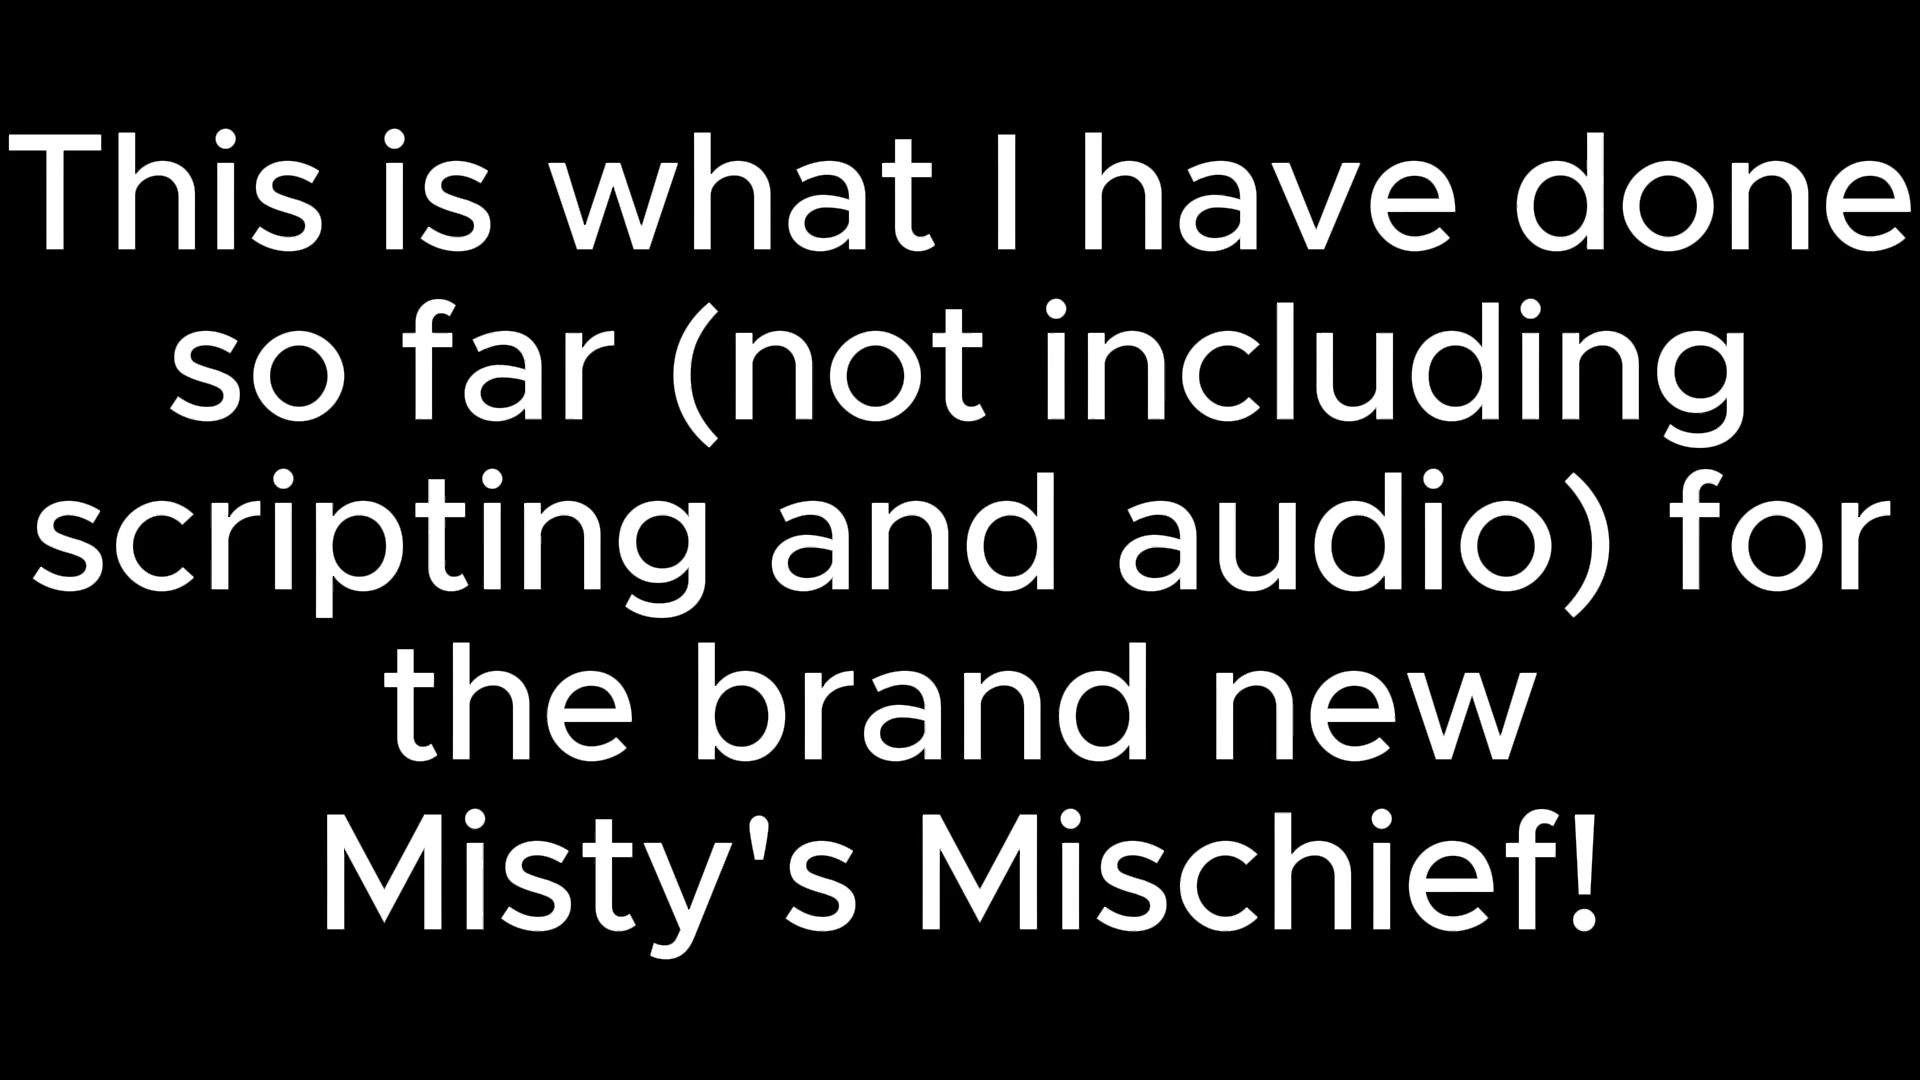 This is what I have done
so far (not including
scripting and audio) for
the brand new
Misty's Mischief!